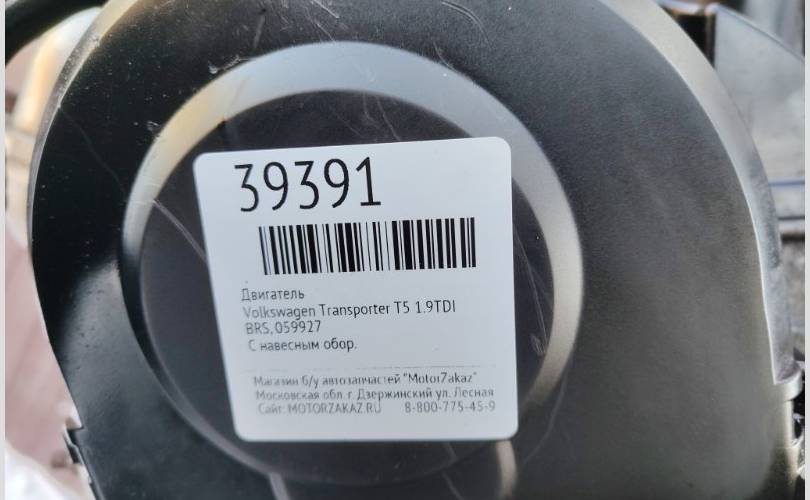 39391
Двигатель
Volkswagen Transporter T5 1.9TDI
BRS, 059927
С навесным обор.
Магазин б/у автозапчастей "MotorZakaz"
Московская обл. г. Дзержинский ул. Лесная
Сайт: MOTORZAKAZ.RU 8-800-775-45-9